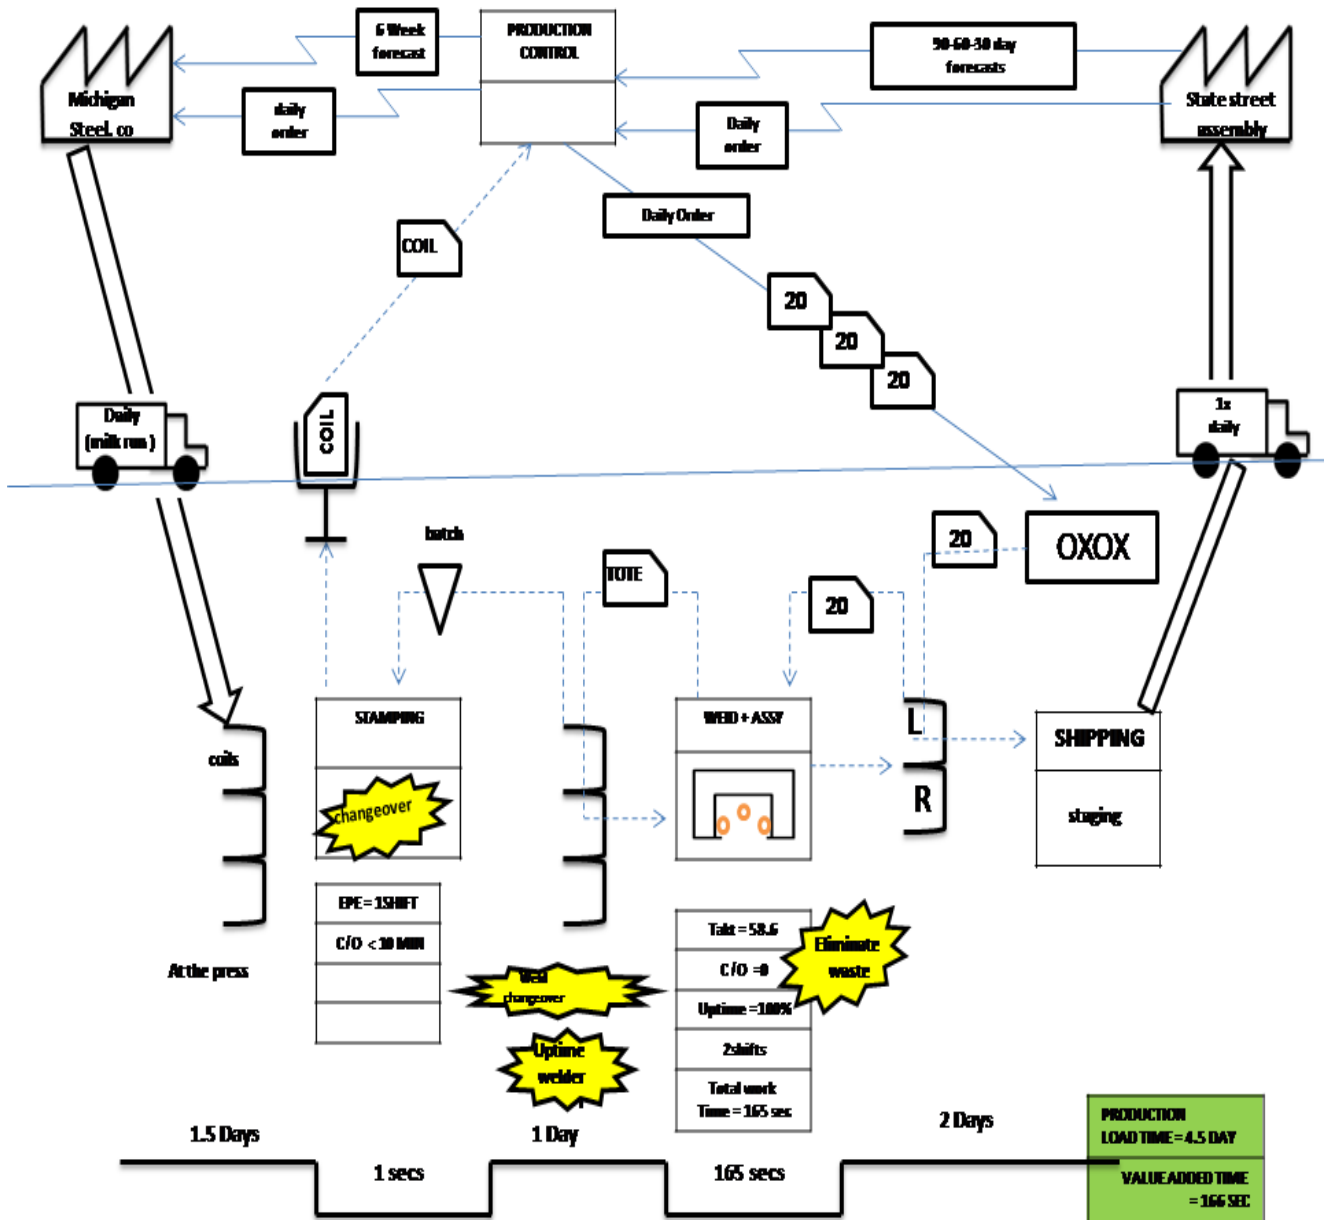 6 Week
forecast
PRODUCTION
CONTROL
90-60-30 day
forecasts
Michigan
Steel. co
daily
order
Daily
order
State street
assembly
Daily Order
COIL
20
20
20
COIL
Daily
(milk run )
1x
daily
batch
TOTE
20
20
OXOX
coils
STAMPING
changeover
WEID + ASSY
L
R
SHIPPING
staging
EPE = 1SHIFT
C/O < 10 MIN
At the press
Weld
changeover
Uptime
welder
Takt = 58.6
C/O =0
Uptime =100%
2shifts
Total work
Time = 165 sec
Eliminate
waste
1.5 Days
1 Day
2 Days
1 secs
165 secs
PRODUCTION
LOAD TIME = 4.5 DAY
VALUE ADDED TIME
= 166 SEC